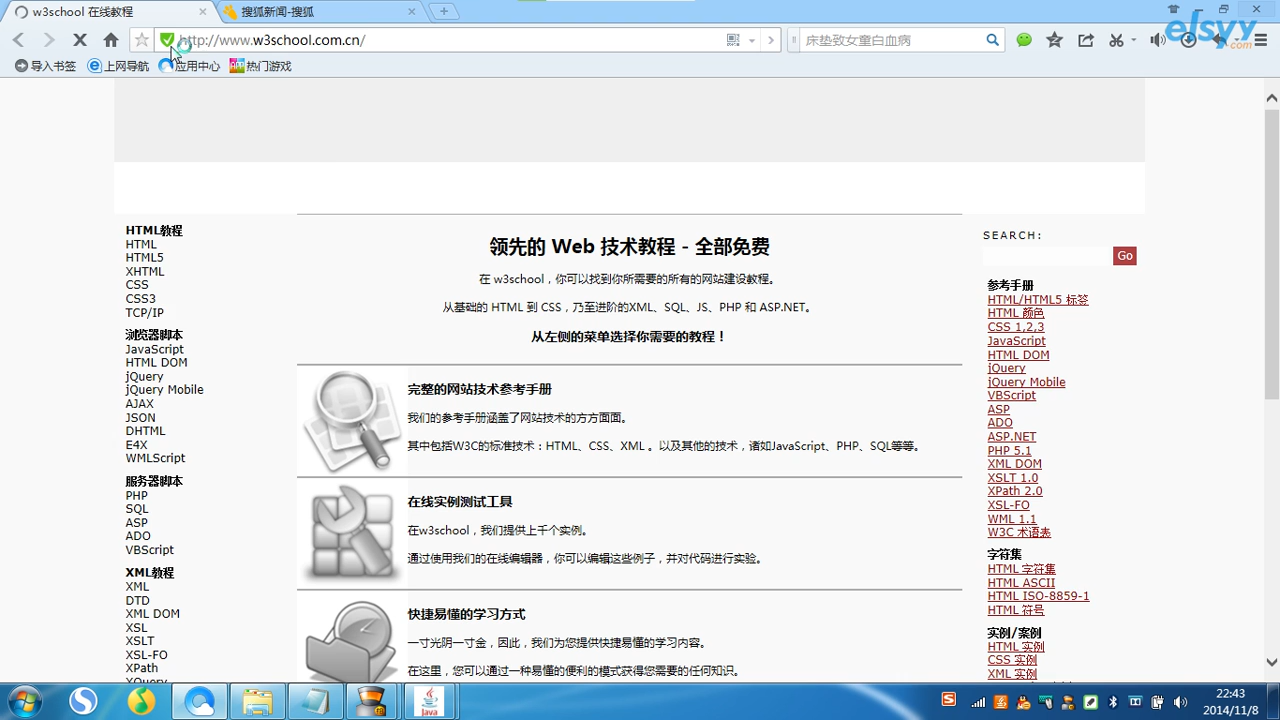 w3school 在线教程
搜狐新闻-搜狐
http://www.w3school.com.cn/
床垫致女童白血病
elsyy.com
导入书签
上网导航
应用中心
热门游戏
HTML教程
HTML
HTML5
XHTML
CSS
CSS3
TCP/IP
浏览器脚本
JavaScript
HTML DOM
jQuery
jQuery Mobile
AJAX
JSON
DHTML
E4X
WMLScript
服务器脚本
PHP
SQL
ASP
ADO
VBScript
XML教程
XML
DTD
XML DOM
XSL
XSLT
XSL-FO
XPath
XQuery
领先的 Web 技术教程 - 全部免费
在 w3school，你可以找到你所需要的所有的网站建设教程。
从基础的 HTML 到 CSS，乃至进阶的XML、SQL、JS、PHP 和 ASP.NET。
从左侧的菜单选择你需要的教程！
完整的网站技术参考手册
我们的参考手册涵盖了网站技术的方方面面。
其中包括W3C的标准技术：HTML、CSS、XML 。以及其他的技术，诸如JavaScript、PHP、SQL等等。
在线实例测试工具
在w3school，我们提供上千个实例。
通过使用我们的在线编辑器，你可以编辑这些例子，并对代码进行实验。
快捷易懂的学习方式
一寸光阴一寸金，因此，我们为您提供快捷易懂的学习内容。
在这里，您可以通过一种易懂的便利的模式获得您需要的任何知识。
SEARCH:
Go
参考手册
HTML/HTML5 标签
HTML 颜色
CSS 1,2,3
JavaScript
HTML DOM
jQuery
jQuery Mobile
VBScript
ASP
ADO
ASP.NET
PHP 5.1
XML DOM
XSLT 1.0
XPath 2.0
XSL-FO
WML 1.1
W3C 术语表
字符集
HTML 字符集
HTML ASCII
HTML ISO-8859-1
HTML 符号
实例/案例
HTML 实例
CSS 实例
XML 实例
Java
22:43
2014/11/8